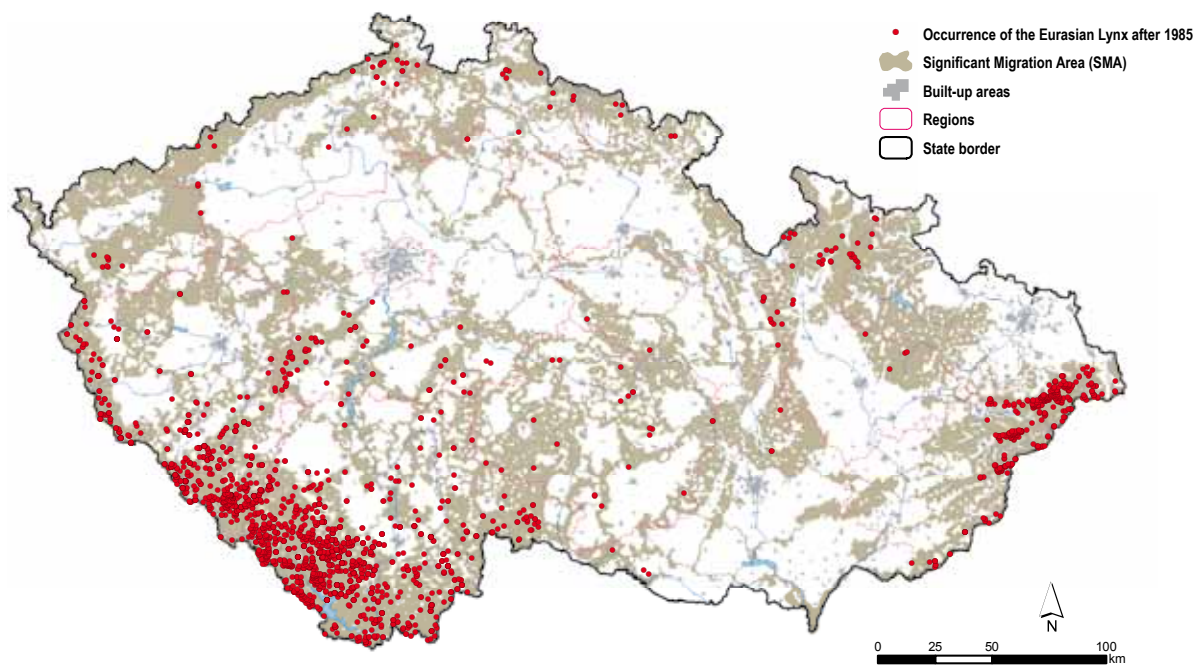 Occurrence of the Eurasian Lynx after 1985
Significant Migration Area (SMA)
Built-up areas
Regions
State border
N
0 25 50 100
km